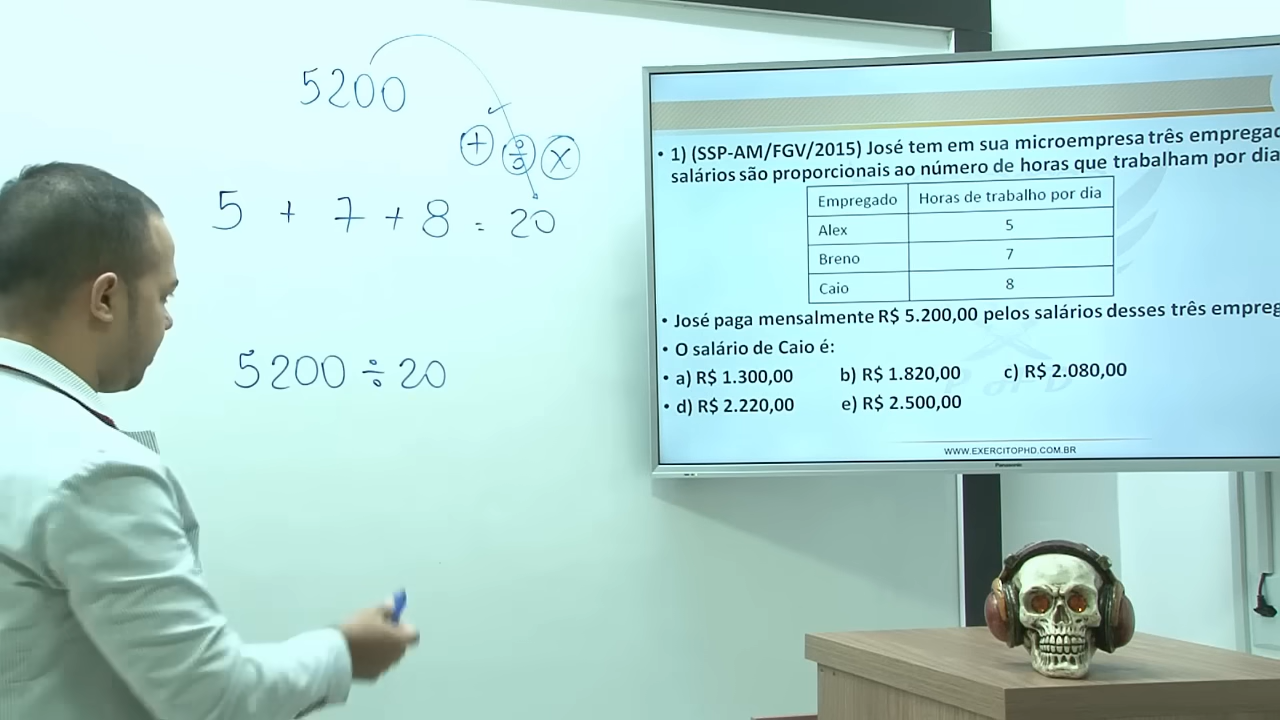 5200
+ ÷ x
5 + 7 + 8 = 20
5200 ÷ 20
• 1) (SSP-AM/FGV/2015) José tem em sua microempresa três empregad
salários são proporcionais ao número de horas que trabalham por dia
Empregado Horas de trabalho por dia
Alex 5
Breno 7
Caio 8
• José paga mensalmente R$ 5.200,00 pelos salários desses três empreg
• O salário de Caio é:
• a) R$ 1.300,00 b) R$ 1.820,00 c) R$ 2.080,00
• d) R$ 2.220,00 e) R$ 2.500,00
WWW.EXERCITOPHD.COM.BR
Panasonic